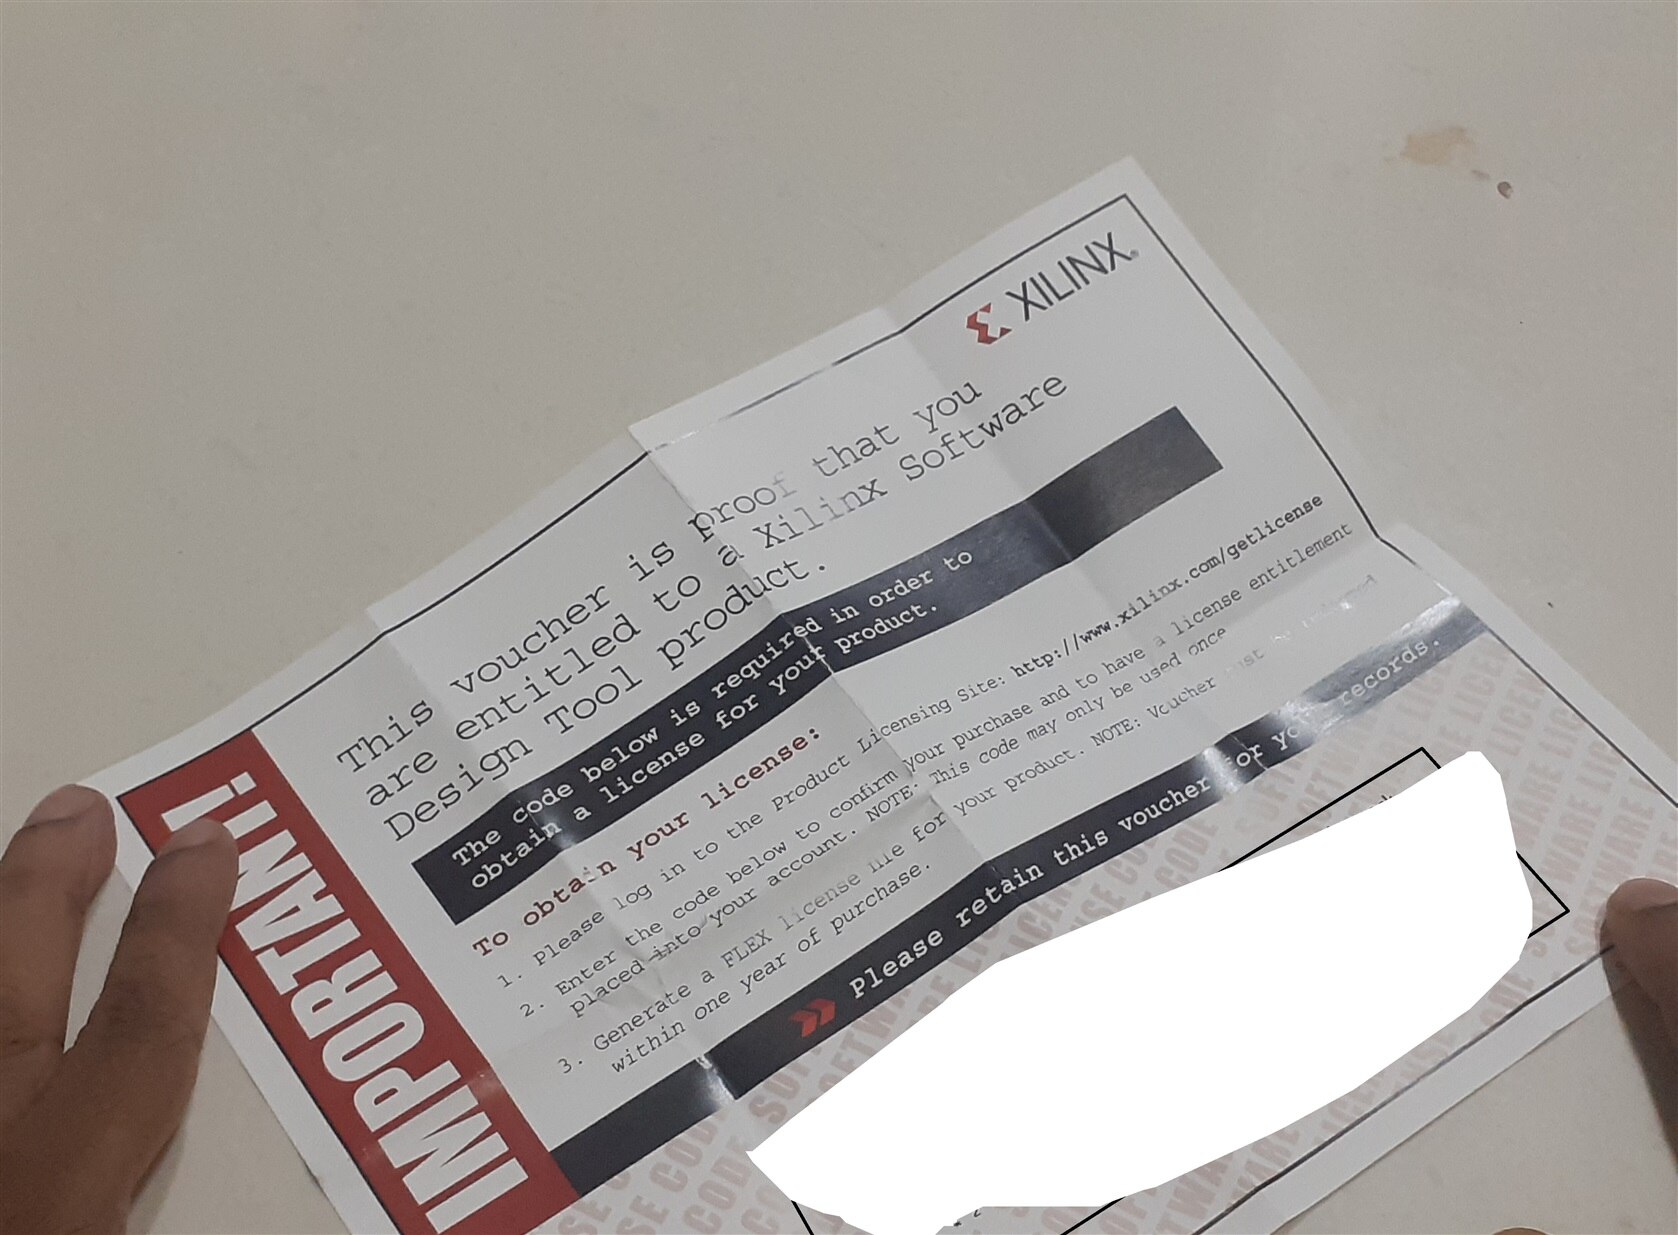 XILINX®
IMPORTANT!
This voucher is proof that you
are entitled to a Xilinx Software
Design Tool product.
The code below is required in order to
obtain a license for your product.
To obtain your license:
1. Please log in to the Product Licensing Site: http://www.xilinx.com/getlicense
2. Enter the code below to confirm your purchase and to have a license entitlement
placed into your account. NOTE: This code may only be used once
3. Generate a FLEX license file for your product. NOTE: Voucher must be
within one year of purchase.
Please retain this voucher for your records.